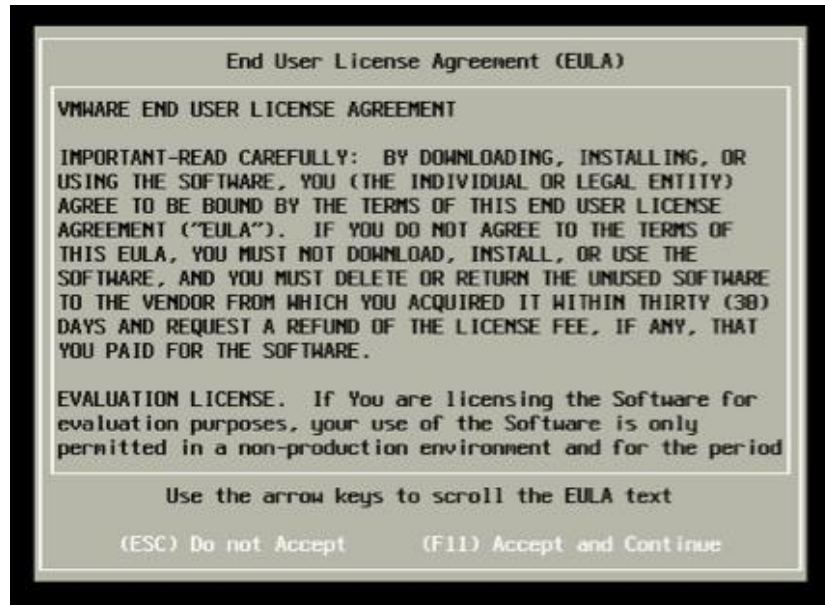 End User License Agreement (EULA)
VMWARE END USER LICENSE AGREEMENT
IMPORTANT-READ CAREFULLY: BY DOWNLOADING, INSTALLING, OR
USING THE SOFTWARE, YOU (THE INDIVIDUAL OR LEGAL ENTITY)
AGREE TO BE BOUND BY THE TERMS OF THIS END USER LICENSE
AGREEMENT ("EULA"). IF YOU DO NOT AGREE TO THE TERMS OF
THIS EULA, YOU MUST NOT DOWNLOAD, INSTALL, OR USE THE
SOFTWARE, AND YOU MUST DELETE OR RETURN THE UNUSED SOFTWARE
TO THE VENDOR FROM WHICH YOU ACQUIRED IT WITHIN THIRTY (30)
DAYS AND REQUEST A REFUND OF THE LICENSE FEE, IF ANY, THAT
YOU PAID FOR THE SOFTWARE.
EVALUATION LICENSE. If You are licensing the Software for
evaluation purposes, your use of the Software is only
permitted in a non-production environment and for the period
Use the arrow keys to scroll the EULA text
(ESC) Do not Accept (F11) Accept and Continue